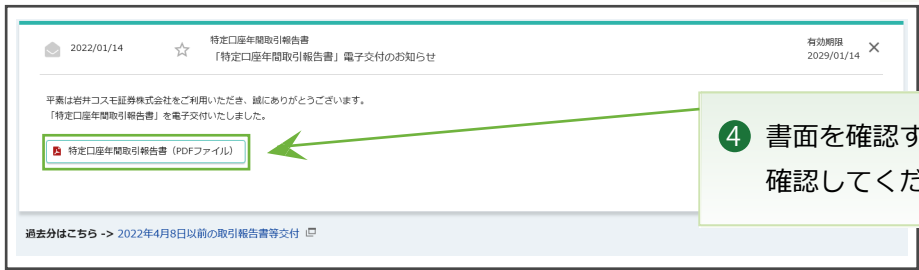 2022/01/14
特定口座年間取引報告書
「特定口座年間取引報告書」電子交付のお知らせ
有効期限
2029/01/14
平素は岩井コスモ証券株式会社をご利用いただき、誠にありがとうございます。
「特定口座年間取引報告書」を電子交付いたしました。
特定口座年間取引報告書（PDFファイル）
4 書面を確認す
確認してくだ
過去分はこちら -> 2022年4月8日以前の取引報告書等交付